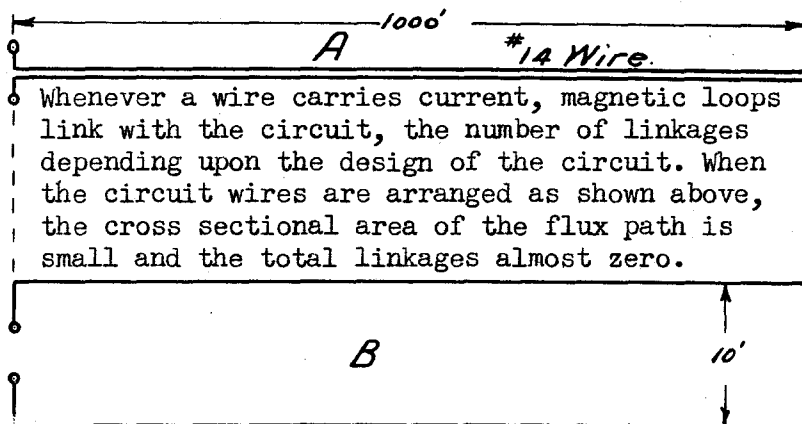 1000'
A #14 Wire.
Whenever a wire carries current, magnetic loops
link with the circuit, the number of linkages
depending upon the design of the circuit. When
the circuit wires are arranged as shown above,
the cross sectional area of the flux path is
small and the total linkages almost zero.
B 10'